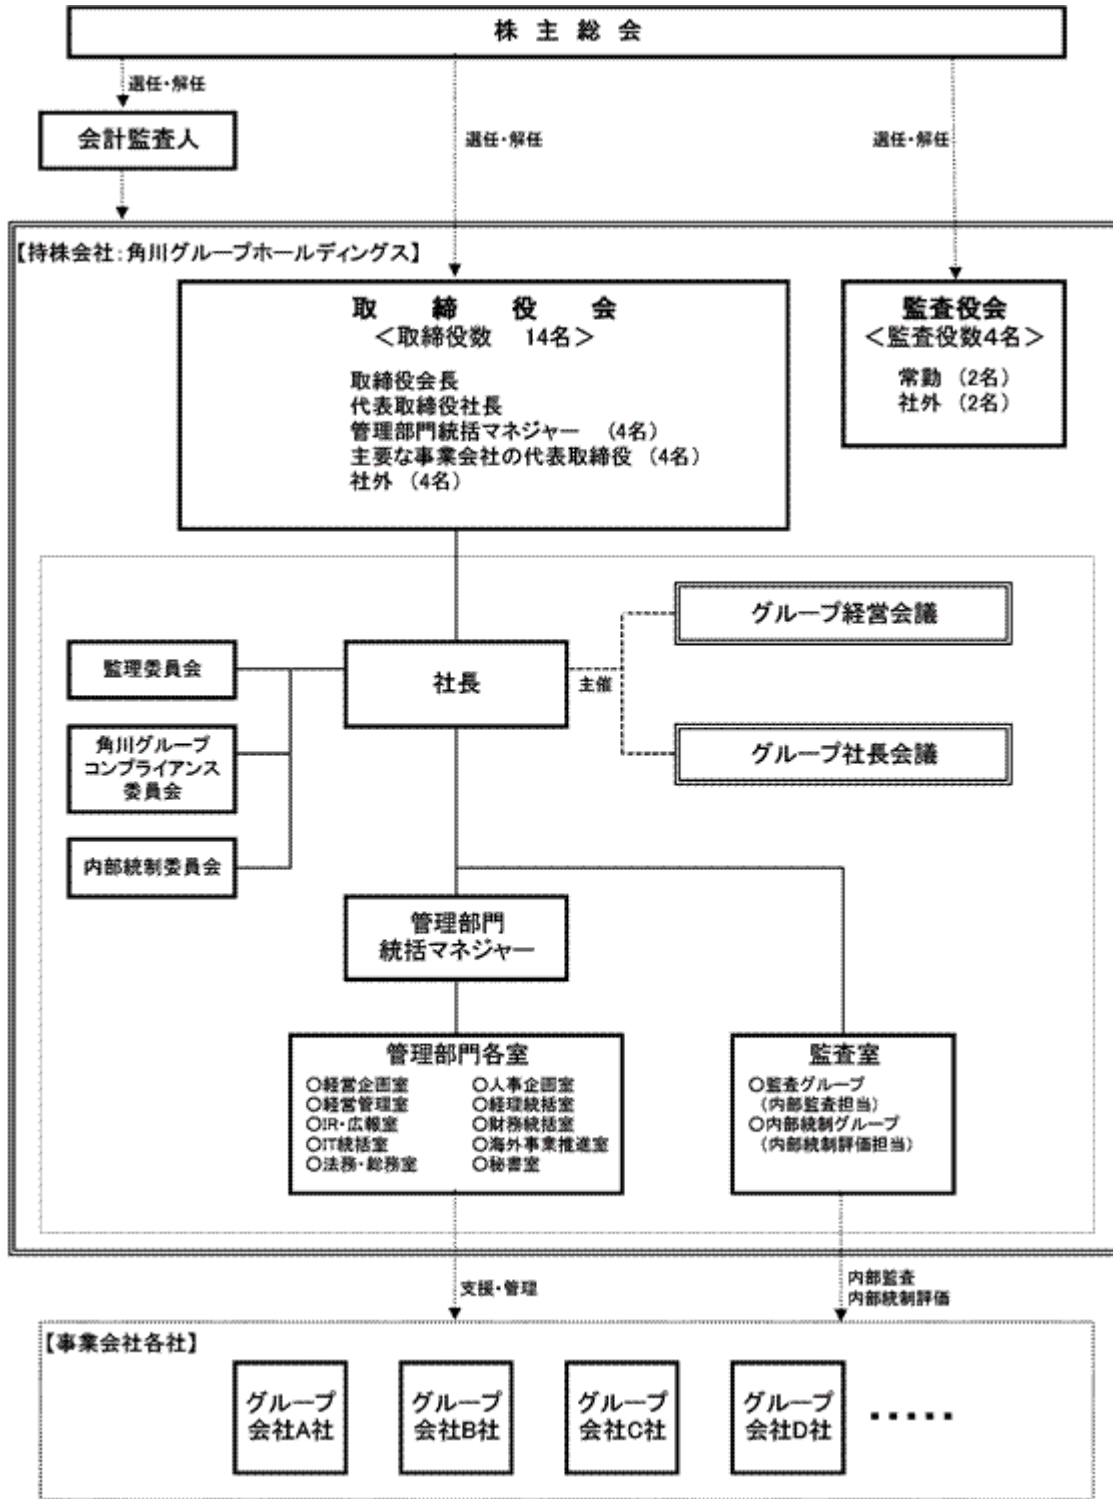 株主総会
選任・解任
会計監査人
選任・解任
選任・解任
【持株会社：角川グループホールディングス】
取締役会
＜取締役数 14名＞
取締役会長
代表取締役社長
管理部門統括マネジャー （4名）
主要な事業会社の代表取締役 （4名）
社外 （4名）
監査役会
＜監査役数4名＞
常勤 （2名）
社外 （2名）
グループ経営会議
監理委員会
社長
主催
角川グループ
コンプライアンス
委員会
グループ社長会議
内部統制委員会
管理部門
統括マネジャー
管理部門各室
○経営企画室
○経営管理室
○IR・広報室
○IT統括室
○法務・総務室
○人事企画室
○経理統括室
○財務統括室
○海外事業推進室
○秘書室
監査室
○監査グループ
（内部監査担当）
○内部統制グループ
（内部統制評価担当）
支援・管理
内部監査
内部統制評価
【事業会社各社】
グループ
会社A社
グループ
会社B社
グループ
会社C社
グループ
会社D社
・・・・・